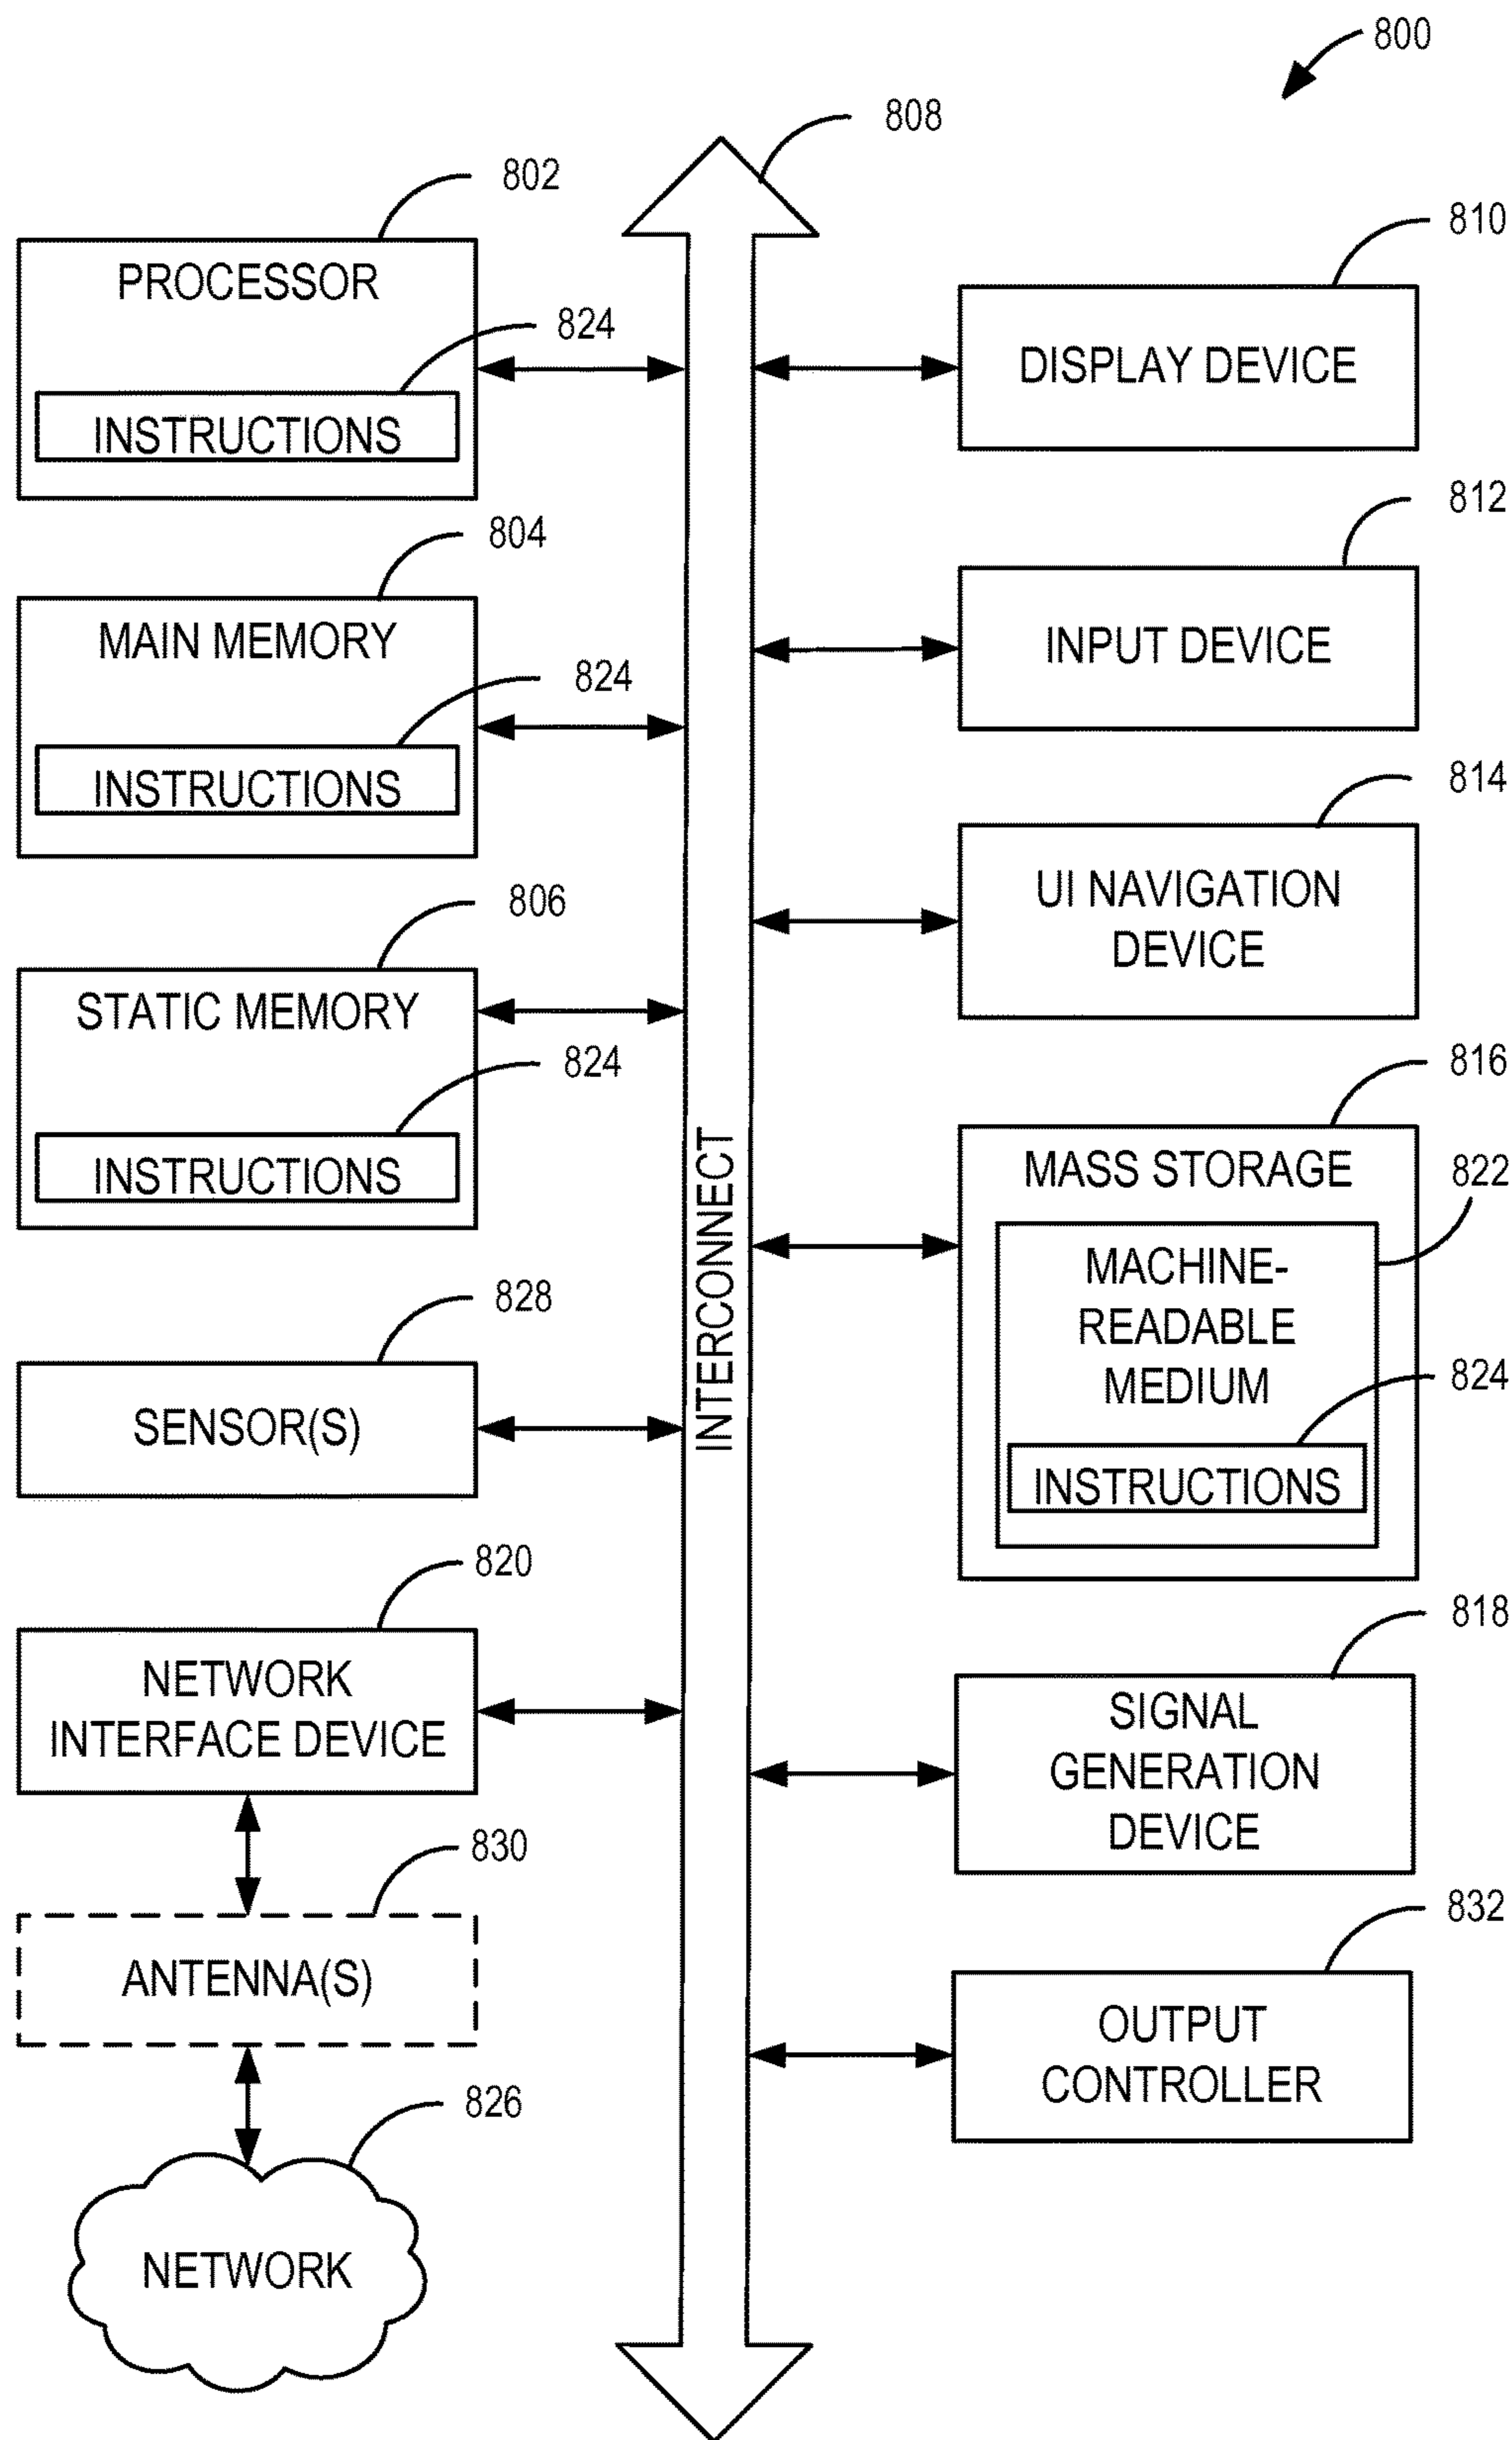 800
808
802
PROCESSOR
824
INSTRUCTIONS
804
MAIN MEMORY
824
INSTRUCTIONS
806
STATIC MEMORY
824
INSTRUCTIONS
828
SENSOR(S)
820
NETWORK
INTERFACE DEVICE
830
ANTENNA(S)
826
NETWORK
INTERCONNECT
810
DISPLAY DEVICE
812
INPUT DEVICE
814
UI NAVIGATION
DEVICE
816
MASS STORAGE
822
MACHINE-
READABLE
MEDIUM
824
INSTRUCTIONS
818
SIGNAL
GENERATION
DEVICE
832
OUTPUT
CONTROLLER